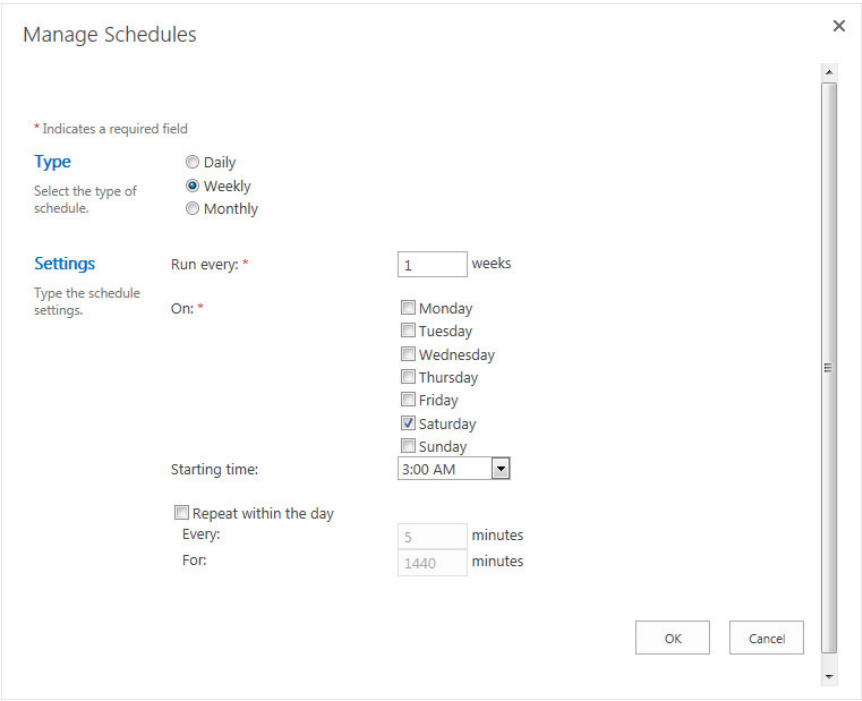 Manage Schedules
* Indicates a required field
Type
Select the type of
schedule.
Daily
Weekly
Monthly
Settings
Type the schedule
settings.
Run every: *
1 weeks
On: *
Monday
Tuesday
Wednesday
Thursday
Friday
Saturday
Sunday
Starting time:
3:00 AM
Repeat within the day
Every:
5 minutes
For:
1440 minutes
OK
Cancel